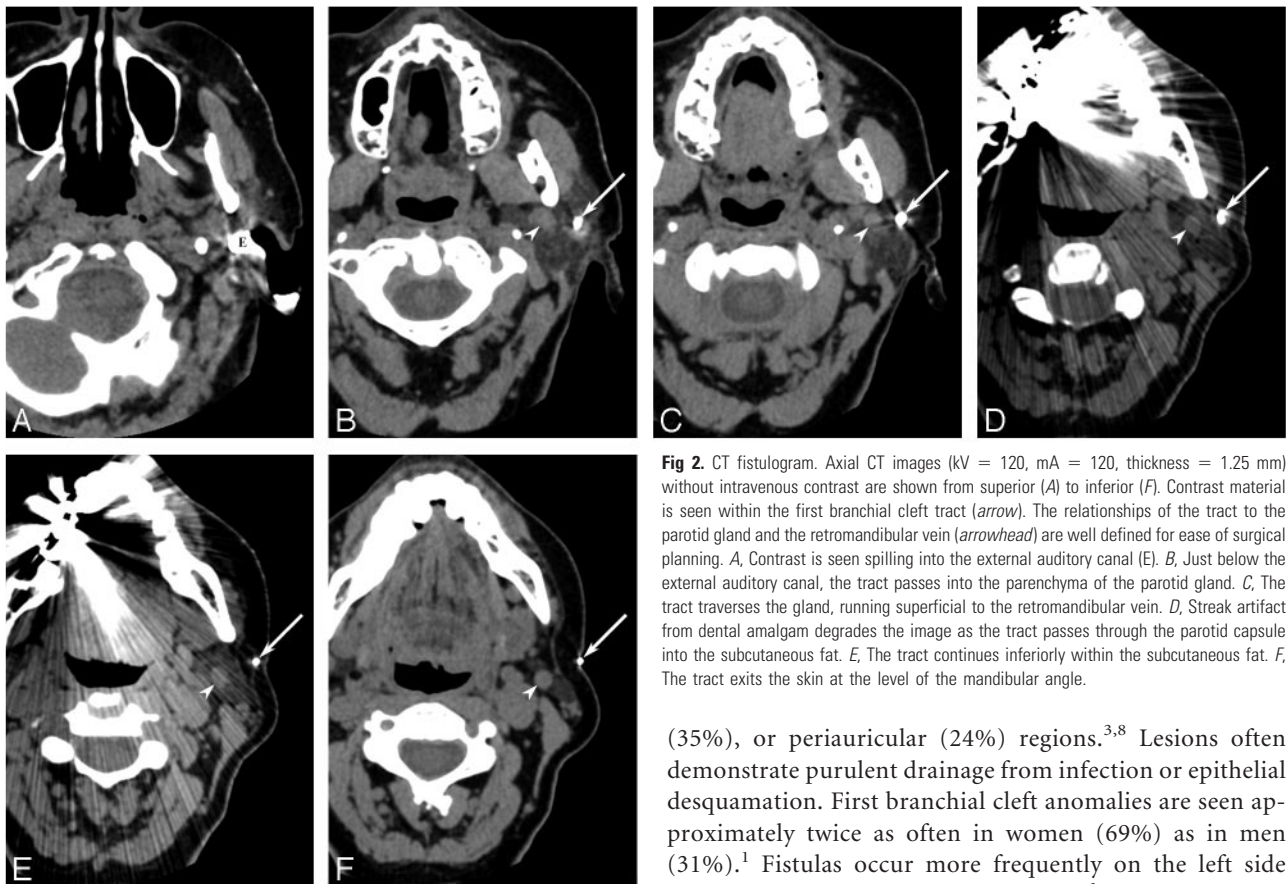 A
E
B
C
D
E
F
Fig 2. CT fistulogram. Axial CT images (kV = 120, mA = 120, thickness = 1.25 mm)
without intravenous contrast are shown from superior (A) to inferior (F). Contrast material
is seen within the first branchial cleft tract (arrow). The relationships of the tract to the
parotid gland and the retromandibular vein (arrowhead) are well defined for ease of surgical
planning. A, Contrast is seen spilling into the external auditory canal (E). B, Just below the
external auditory canal, the tract passes into the parenchyma of the parotid gland. C, The
tract traverses the gland, running superficial to the retromandibular vein. D, Streak artifact
from dental amalgam degrades the image as the tract passes through the parotid capsule
into the subcutaneous fat. E, The tract continues inferiorly within the subcutaneous fat. F,
The tract exits the skin at the level of the mandibular angle.
(35%), or periauricular (24%) regions.3,8 Lesions often
demonstrate purulent drainage from infection or epithelial
desquamation. First branchial cleft anomalies are seen ap-
proximately twice as often in women (69%) as in men
(31%).1 Fistulas occur more frequently on the left side